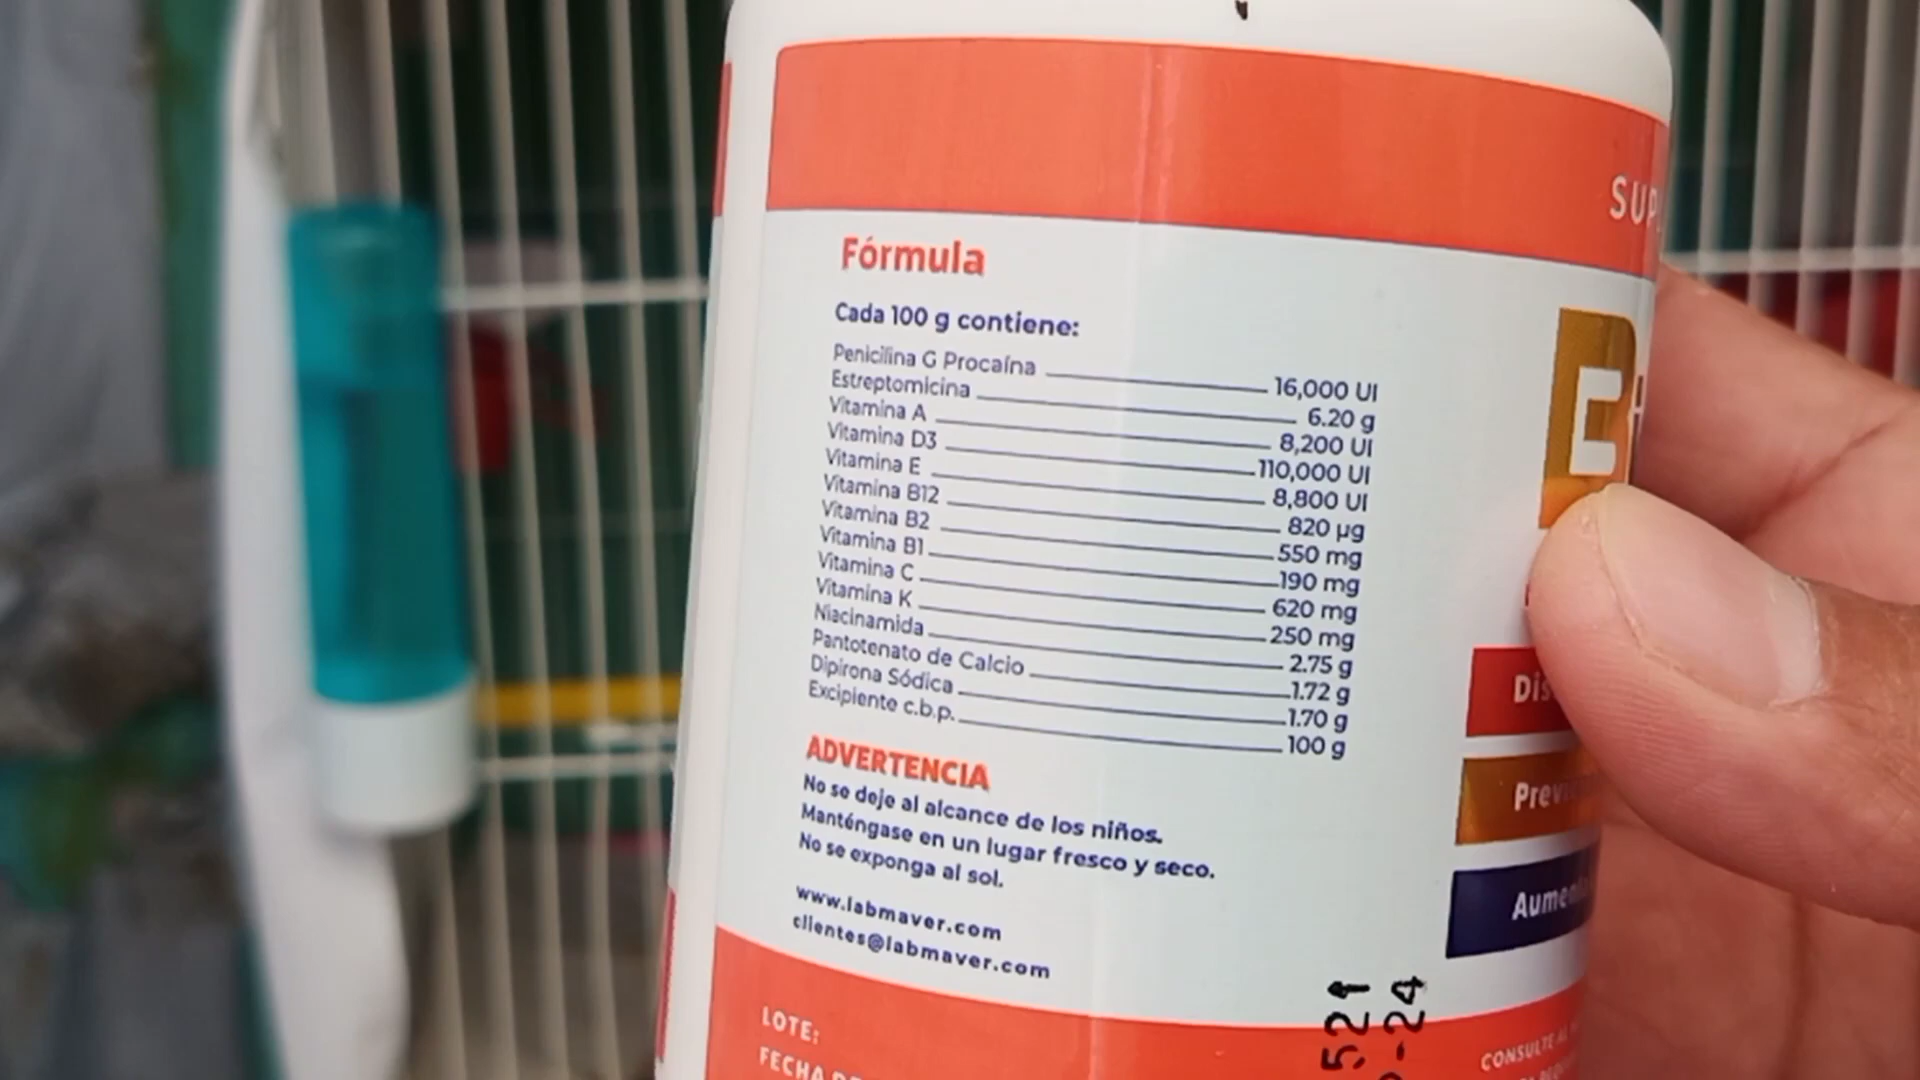 Fórmula
Cada 100 g contiene:
Penicilina G Procaína 16,000 UI
Estreptomicina 6.20 g
Vitamina A 8,200 UI
Vitamina D3 110,000 UI
Vitamina E 8,800 UI
Vitamina B12 820 µg
Vitamina B2 550 mg
Vitamina B1 190 mg
Vitamina C 620 mg
Vitamina K 250 mg
Niacinamida 2.75 g
Pantotenato de Calcio 1.72 g
Dipirona Sódica 1.70 g
Excipiente c.b.p. 100 g
ADVERTENCIA
No se deje al alcance de los niños.
Manténgase en un lugar fresco y seco.
No se exponga al sol.
www.labmaver.com
clientes@labmaver.com
LOTE:
FECHA
CONSULTE